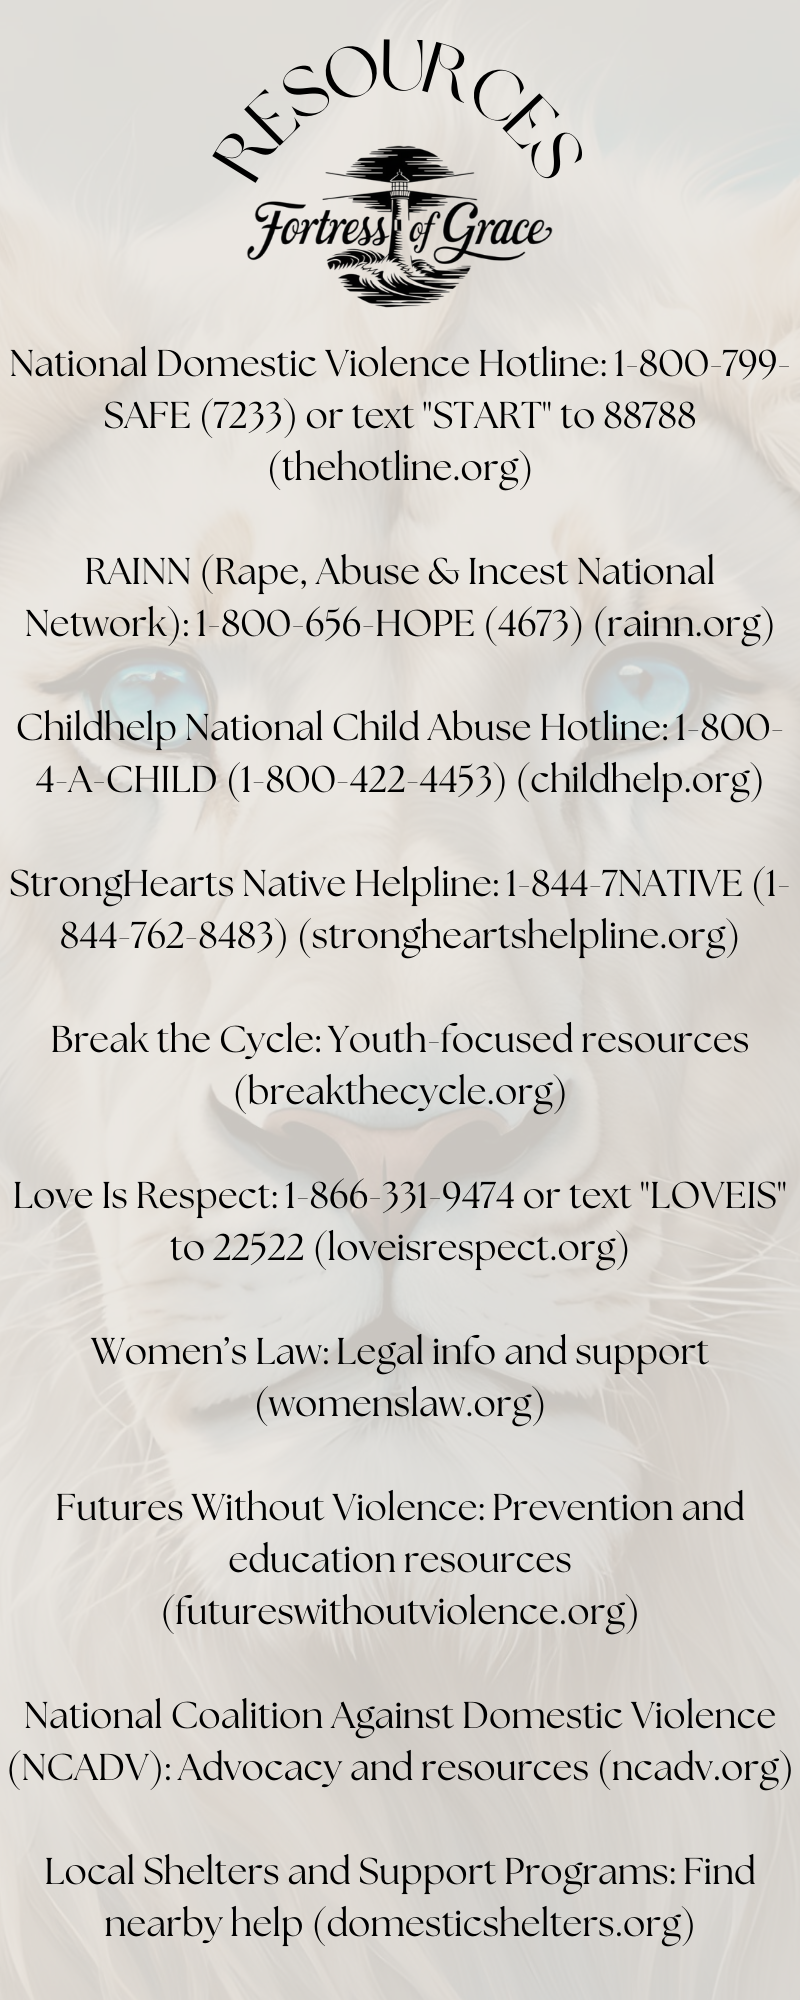 RESOURCES
Fortress of Grace
National Domestic Violence Hotline: 1-800-799-
SAFE (7233) or text "START" to 88788
(thehotline.org)
RAINN (Rape, Abuse & Incest National
Network): 1-800-656-HOPE (4673) (rainn.org)
Childhelp National Child Abuse Hotline: 1-800-
4-A-CHILD (1-800-422-4453) (childhelp.org)
StrongHearts Native Helpline: 1-844-7NATIVE (1-
844-762-8483) (strongheartshelpline.org)
Break the Cycle: Youth-focused resources
(breakthecycle.org)
Love Is Respect: 1-866-331-9474 or text "LOVEIS"
to 22522 (loveisrespect.org)
Women’s Law: Legal info and support
(womenslaw.org)
Futures Without Violence: Prevention and
education resources
(futureswithoutviolence.org)
National Coalition Against Domestic Violence
(NCADV): Advocacy and resources (ncadv.org)
Local Shelters and Support Programs: Find
nearby help (domesticshelters.org)